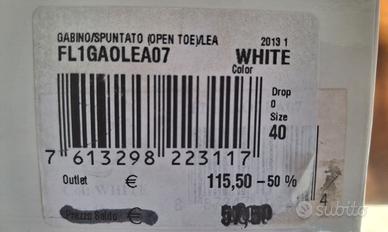 GABINO/SPUNTATO (OPEN TOE)/LEA 2013 1
FL1GAOLEA07 WHITE
Color
Drop
0
Size
40
7 613298 223117
Outlet € 115,50 -50 %
Prezzo Saldo €
4
subito